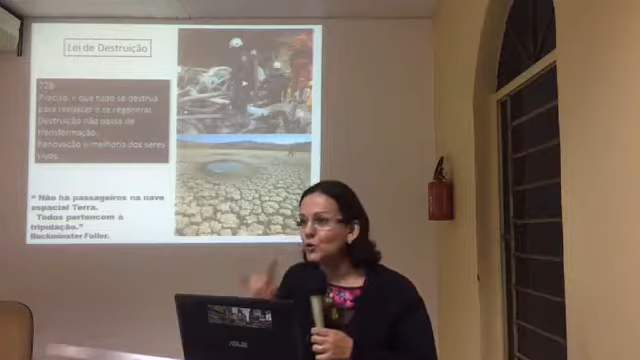 Lei de Destruição
728
Preciso é que tudo se destrua
para renascer e se regenerar.
Destruição não passa de
transformação.
Renovação e melhoria dos seres
vivos.
“ Não há passageiros na nave
espacial Terra.
Todos pertencem à
tripulação.”
Buckminster Fuller.
ASUS